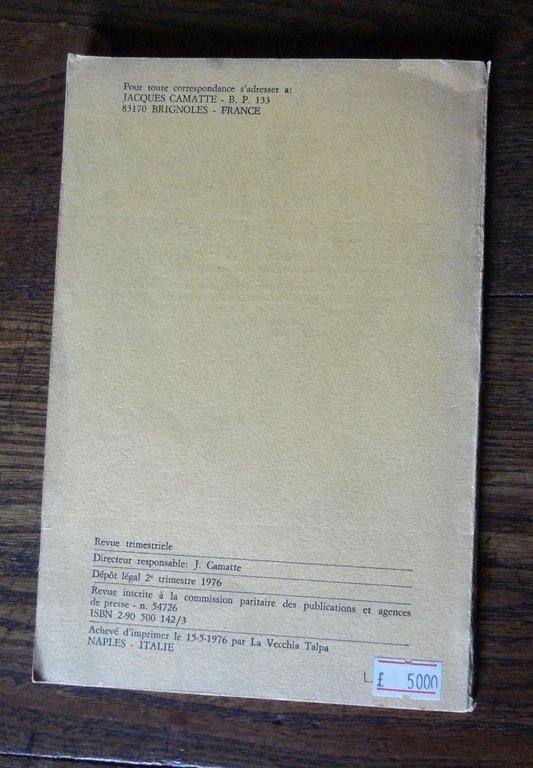 Pour toute correspondance s'adresser a:
JACQUES CAMATTE - B. P. 133
83170 BRIGNOLES - FRANCE
Revue trimestriele
Directeur responsable: J. Camatte
Dépôt légal 2e trimestre 1976
Revue inscrite à la commission paritaire des publications et agences
de presse - n. 54726
ISBN 2-90 500 142/3
Achevé d'imprimer le 15-5-1976 par La Vecchia Talpa
NAPLES - ITALIE
L.
£ 5000